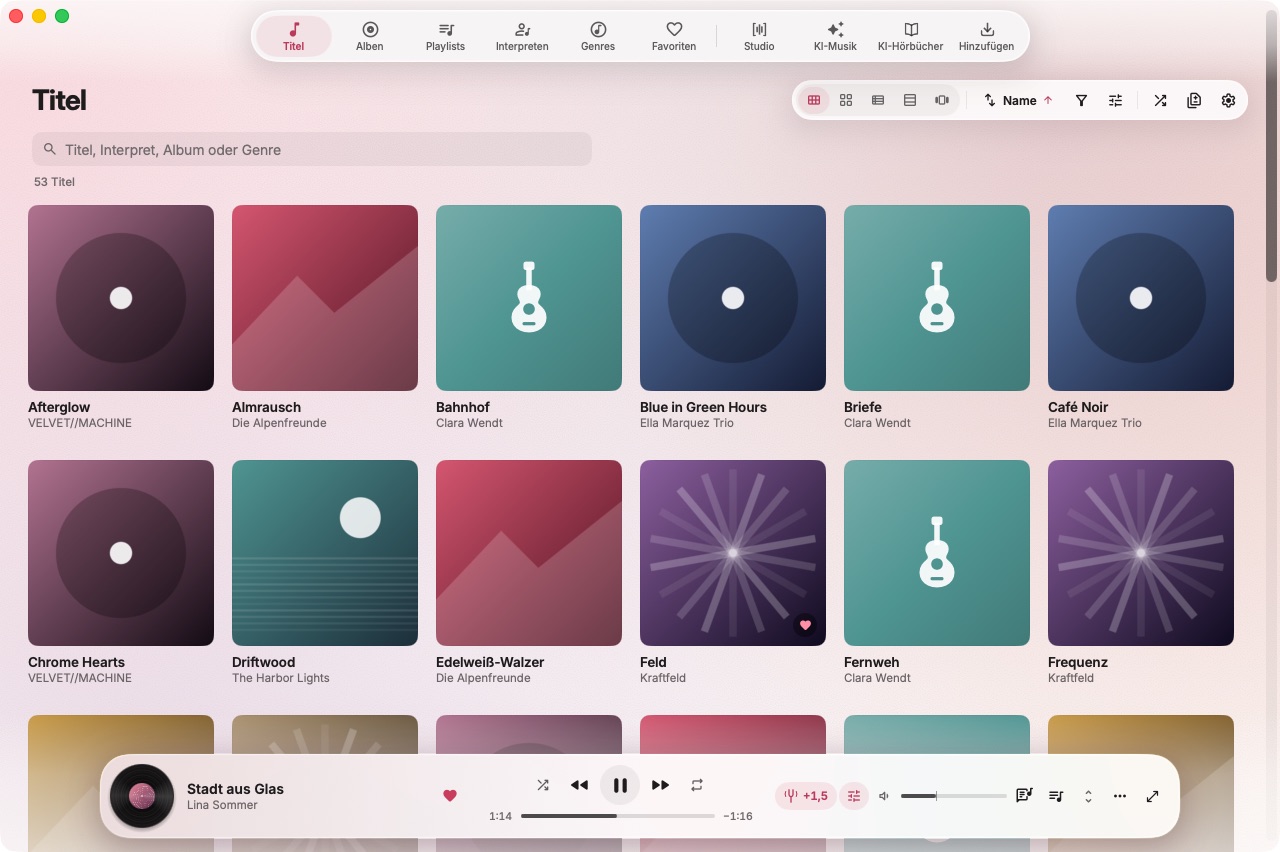 Titel
Alben
Playlists
Interpreten
Genres
Favoriten
Studio
KI-Musik
KI-Hörbücher
Hinzufügen
Titel
Name
Titel, Interpret, Album oder Genre
53 Titel
Afterglow
VELVET//MACHINE
Almrausch
Die Alpenfreunde
Bahnhof
Clara Wendt
Blue in Green Hours
Ella Marquez Trio
Briefe
Clara Wendt
Café Noir
Ella Marquez Trio
Chrome Hearts
VELVET//MACHINE
Driftwood
The Harbor Lights
Edelweiß-Walzer
Die Alpenfreunde
Feld
Kraftfeld
Fernweh
Clara Wendt
Frequenz
Kraftfeld
Stadt aus Glas
Lina Sommer
1:14
−1:16
+1,5